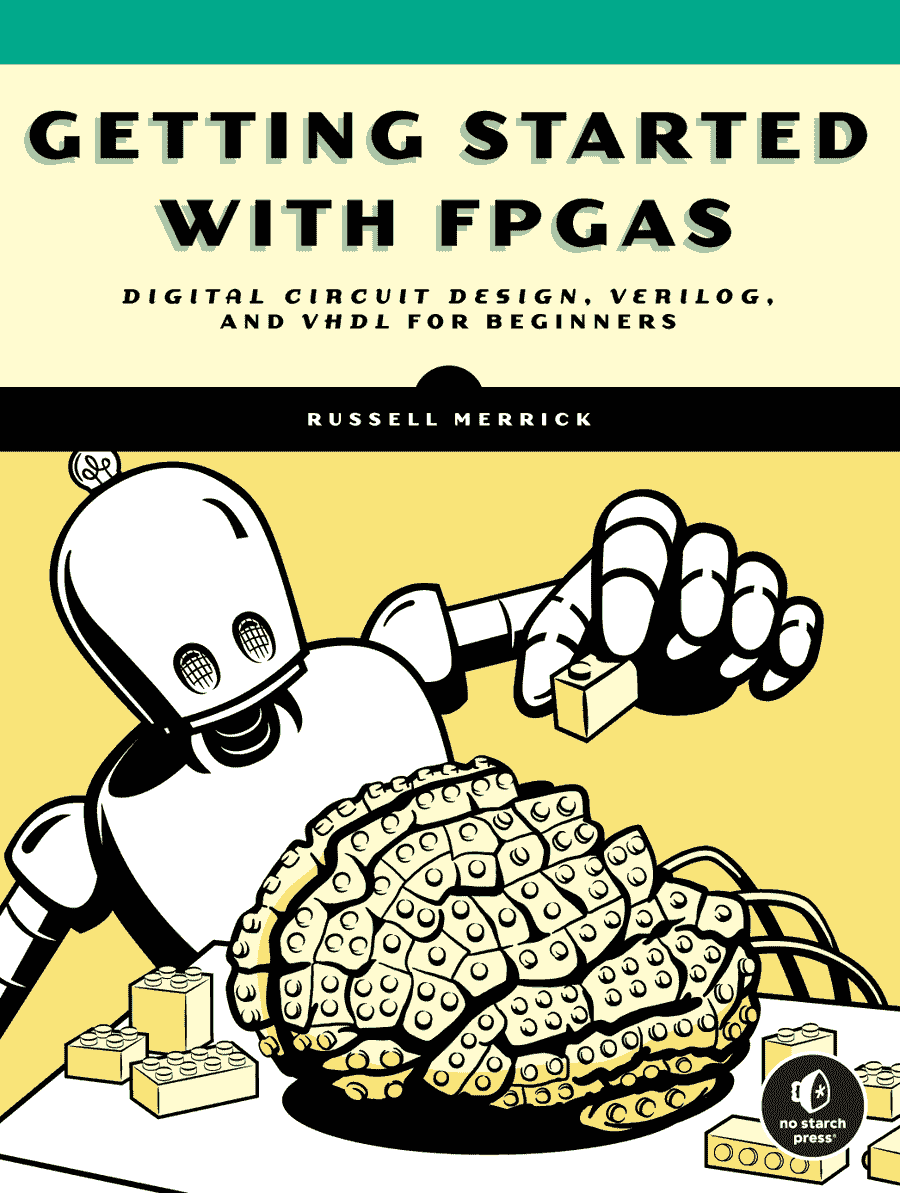 GETTING STARTED
WITH FPGAS
DIGITAL CIRCUIT DESIGN, VERILOG,
AND VHDL FOR BEGINNERS
RUSSELL MERRICK
no starch
press®